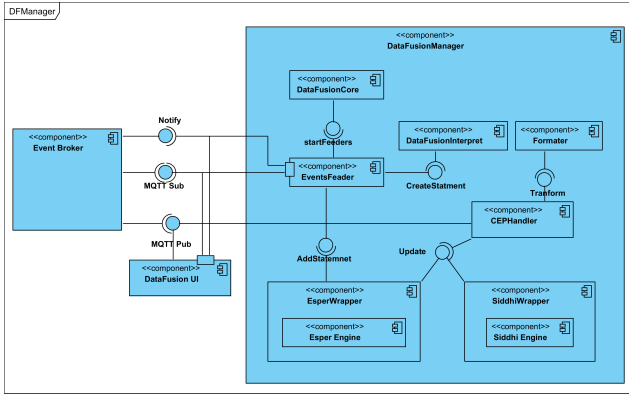 DFManager
<<component>>
DataFusionManager
<<component>>
DataFusionCore
Notify
<<component>>
Event Broker
startFeeders
<<component>>
DataFusionInterpret
<<component>>
Formater
<<component>>
EventsFeader
MQTT Sub
CreateStatment
Tranform
<<component>>
CEPHandler
MQTT Pub
AddStatemnet
Update
<<component>>
DataFusion UI
<<component>>
EsperWrapper
<<component>>
SiddhiWrapper
<<component>>
Esper Engine
<<component>>
Siddhi Engine